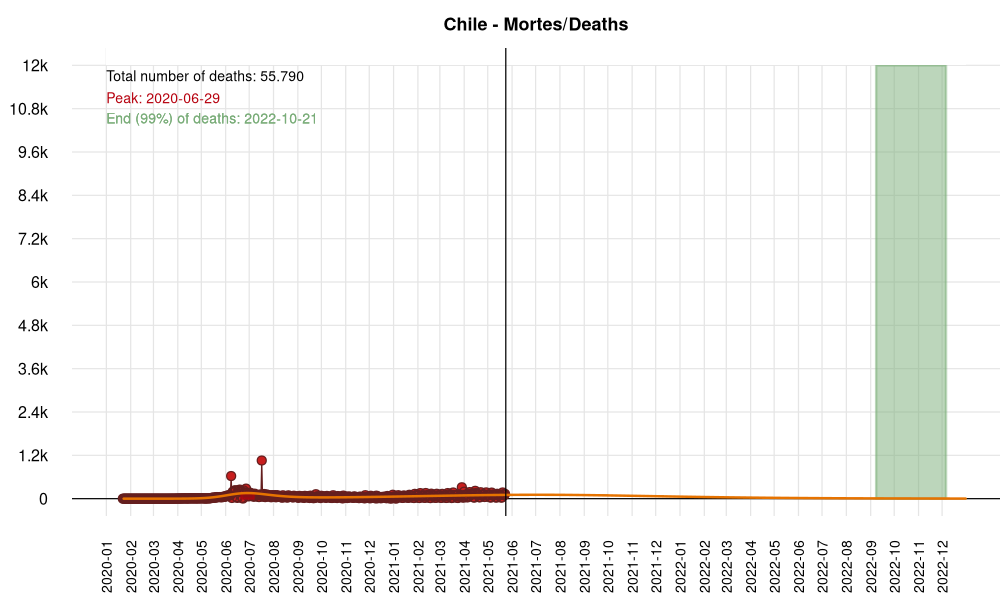 Chile - Mortes/Deaths
Total number of deaths: 55.790
Peak: 2020-06-29
End (99%) of deaths: 2022-10-21
12k
10.8k
9.6k
8.4k
7.2k
6k
4.8k
3.6k
2.4k
1.2k
0
2020-01
2020-02
2020-03
2020-04
2020-05
2020-06
2020-07
2020-08
2020-09
2020-10
2020-11
2020-12
2021-01
2021-02
2021-03
2021-04
2021-05
2021-06
2021-07
2021-08
2021-09
2021-10
2021-11
2021-12
2022-01
2022-02
2022-03
2022-04
2022-05
2022-06
2022-07
2022-08
2022-09
2022-10
2022-11
2022-12